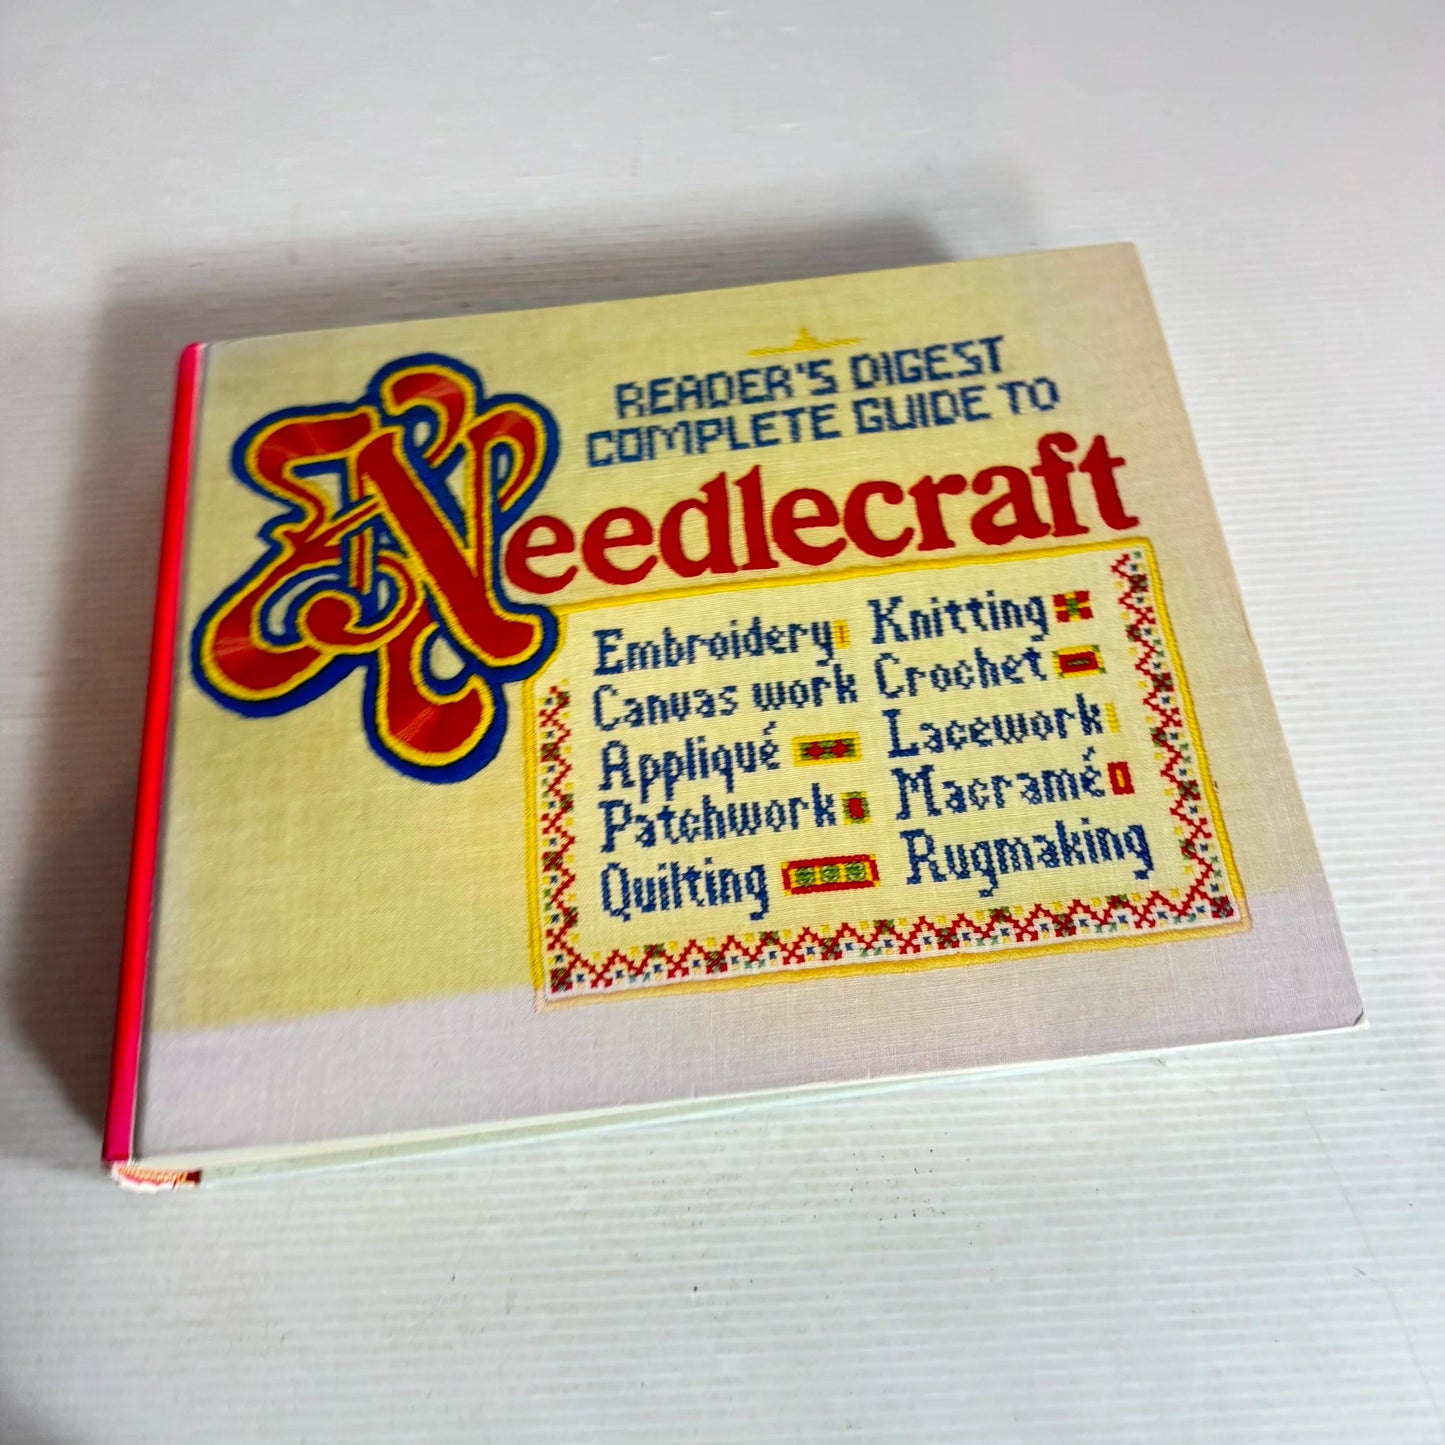 READER'S DIGEST
COMPLETE GUIDE TO
Needlecraft
Embroidery
Canvas work
Appliqué
Patchwork
Quilting
Knitting
Crochet
Lacework
Macramé
Rugmaking